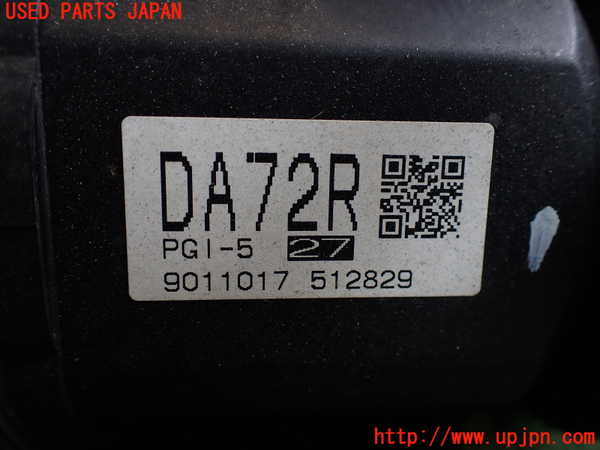 USED PARTS JAPAN
DA72R
PGI-5 27
9011017 512829
http://www.upjpn.com/